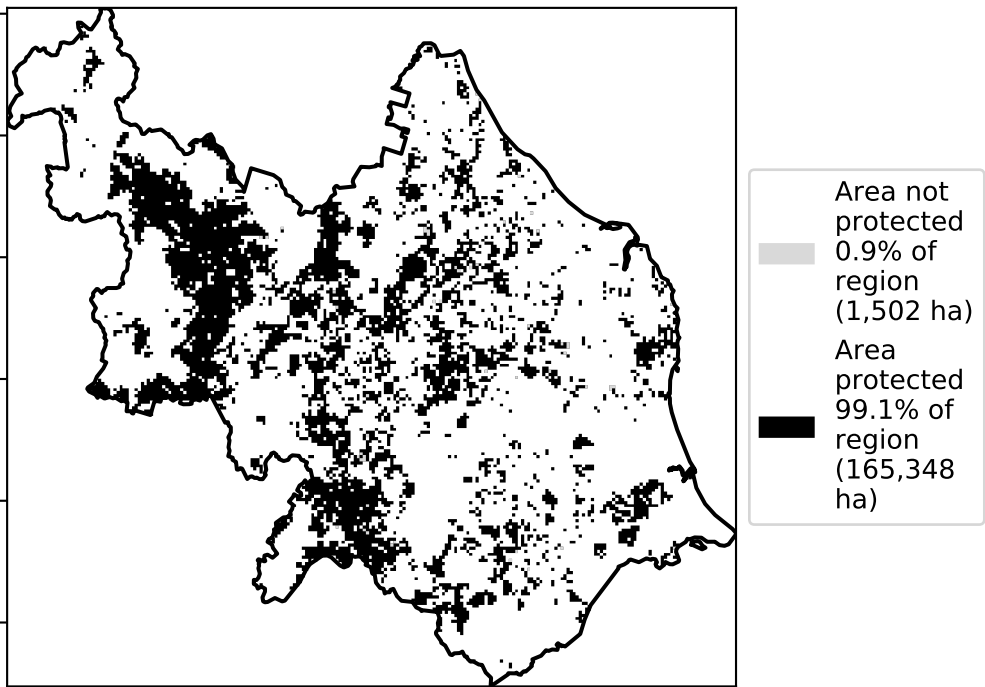 Area not
protected
0.9% of
region
(1,502 ha)
Area
protected
99.1% of
region
(165,348
ha)